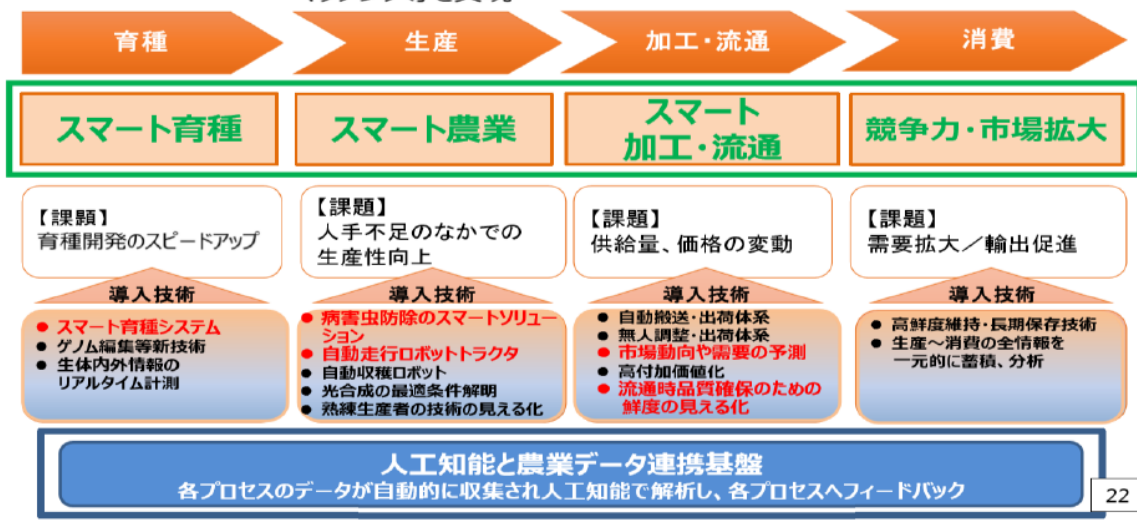 育種
生産
加工・流通
消費
スマート育種
スマート農業
スマート
加工・流通
競争力・市場拡大
【課題】
育種開発のスピードアップ
【課題】
人手不足のなかでの
生産性向上
【課題】
供給量、価格の変動
【課題】
需要拡大／輸出促進
導入技術
● スマート育種システム
● ゲノム編集等新技術
● 生体内外情報の
リアルタイム計測
導入技術
● 病害虫防除のスマートソリュー
ション
● 自動走行ロボットトラクタ
● 自動収穫ロボット
● 光合成の最適条件解明
● 熟練生産者の技術の見える化
導入技術
● 自動搬送・出荷体系
● 無人調整・出荷体系
● 市場動向や需要の予測
● 高付加価値化
● 流通時品質確保のための
鮮度の見える化
導入技術
● 高鮮度維持・長期保存技術
● 生産～消費の全情報を
一元的に蓄積、分析
人工知能と農業データ連携基盤
各プロセスのデータが自動的に収集され人工知能で解析し、各プロセスへフィードバック
22